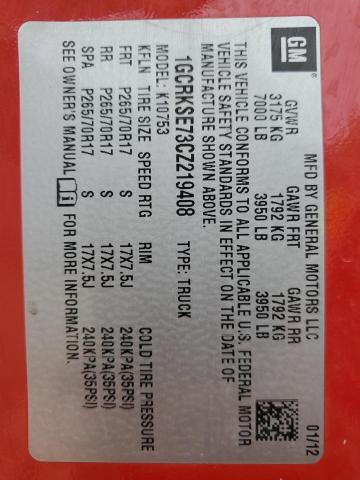 GM
MFD BY GENERAL MOTORS LLC 01/12
GVWR GAWR FRT GAWR RR
3175 KG 1792 KG 1792 KG
7000 LB 3950 LB 3950 LB
THIS VEHICLE CONFORMS TO ALL APPLICABLE U.S. FEDERAL MOTOR
VEHICLE SAFETY STANDARDS IN EFFECT ON THE DATE OF
MANUFACTURE SHOWN ABOVE.
1GCRKSE73CZ219408 TYPE: TRUCK
MODEL: K10753
KFLN TIRE SIZE SPEED RTG RIM COLD TIRE PRESSURE
FRT P265/70R17 S 17X7.5J 240KPA(35PSI)
RR P265/70R17 S 17X7.5J 240KPA(35PSI)
SPA P265/70R17 S 17X7.5J 240KPA(35PSI)
SEE OWNER'S MANUAL i FOR MORE INFORMATION.